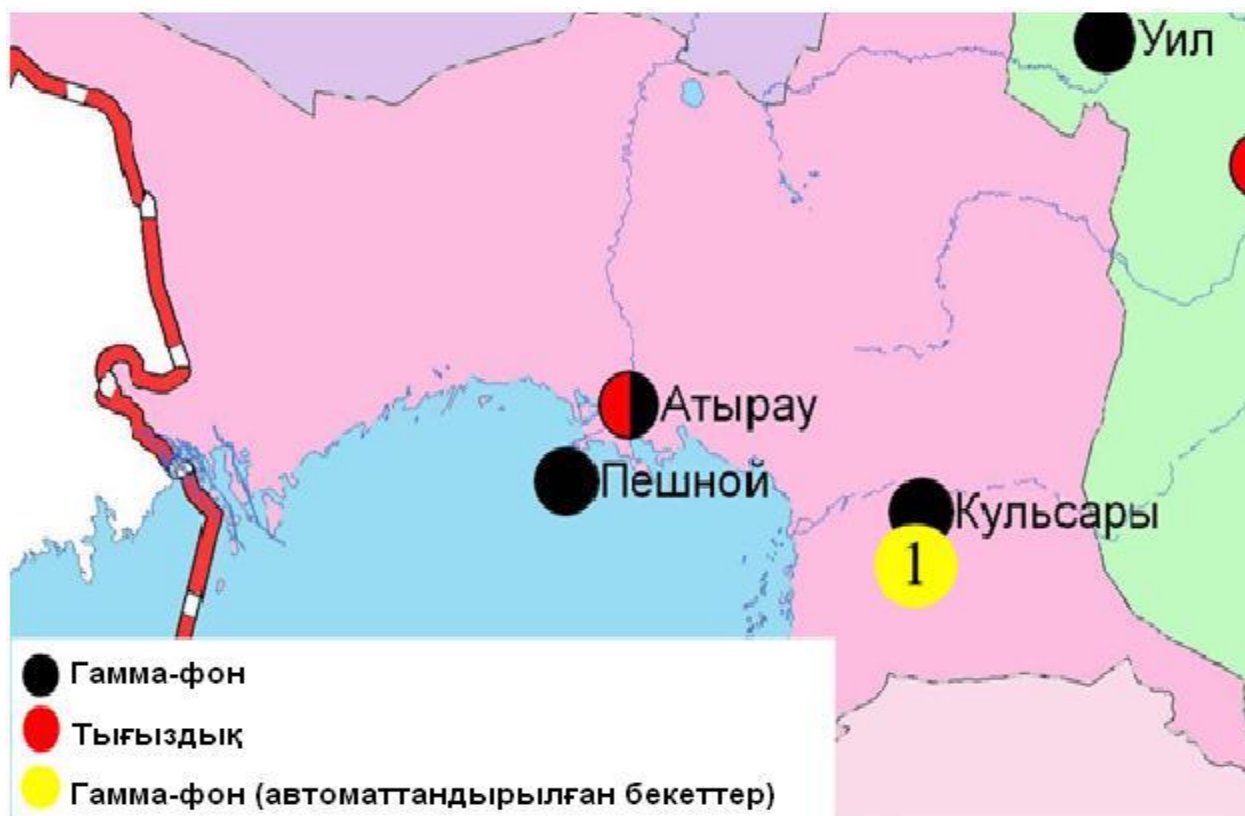 Уил
Атырау
Пешной
Кульсары
1
Гамма-фон
Тығыздық
Гамма-фон (автоматтандырылған бекеттер)